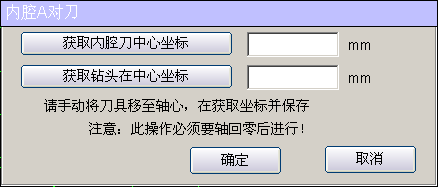 内腔A对刀
获取内腔刀中心坐标 mm
获取钻头在中心坐标 mm
请手动将刀具移至轴心，在获取坐标并保存
注意：此操作必须要轴回零后进行！
确定 取消